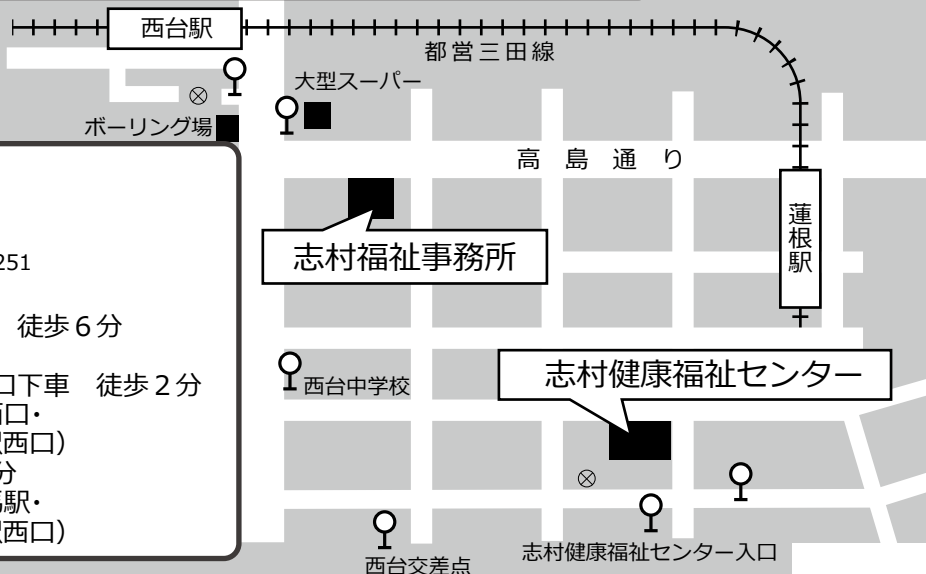 西台駅
都営三田線
大型スーパー
ボーリング場
高島通り
蓮根駅
志村福祉事務所
251
徒歩6分
口下車 徒歩2分
西口・
駅西口)
分
駅・
駅西口)
西台中学校
志村健康福祉センター
志村健康福祉センター入口
西台交差点